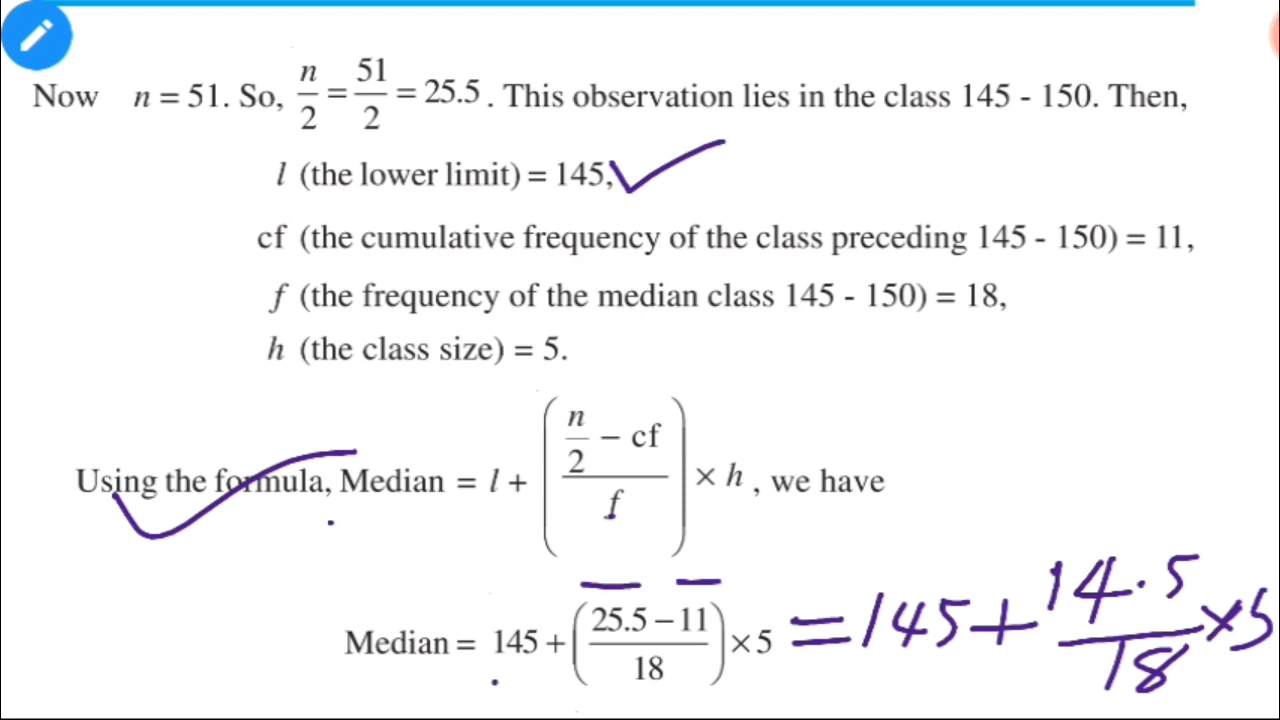 Now n = 51. So, n/2 = 51/2 = 25.5 . This observation lies in the class 145 - 150. Then,
l (the lower limit) = 145,
cf (the cumulative frequency of the class preceding 145 - 150) = 11,
f (the frequency of the median class 145 - 150) = 18,
h (the class size) = 5.
Using the formula, Median = l + ((n/2 − cf)/f) × h , we have
Median = 145 + ((25.5 − 11)/18) × 5 = 145 + 14.5/18 × 5